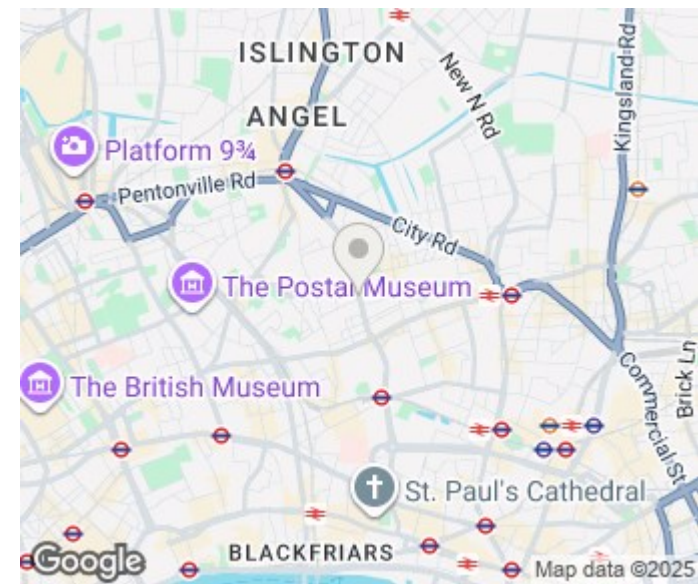 ISLINGTON
New N Rd
Kingsland Rd
ANGEL
Platform 9¾
Pentonville Rd
City Rd
The Postal Museum
The British Museum
Commercial St
Brick Ln
St. Paul's Cathedral
BLACKFRIARS
Google
Map data ©2025